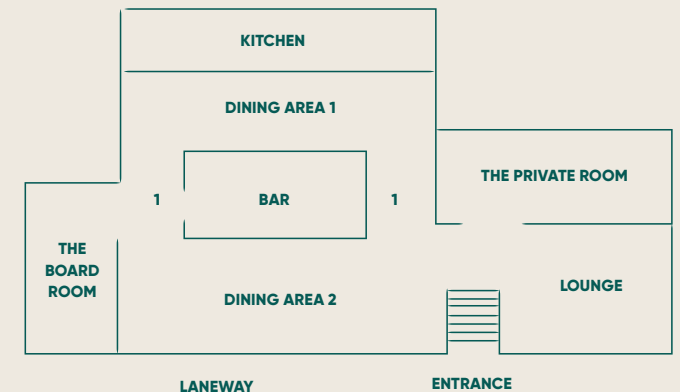 KITCHEN
DINING AREA 1
THE PRIVATE ROOM
1
BAR
1
THE
BOARD
ROOM
LOUNGE
DINING AREA 2
LANEWAY
ENTRANCE